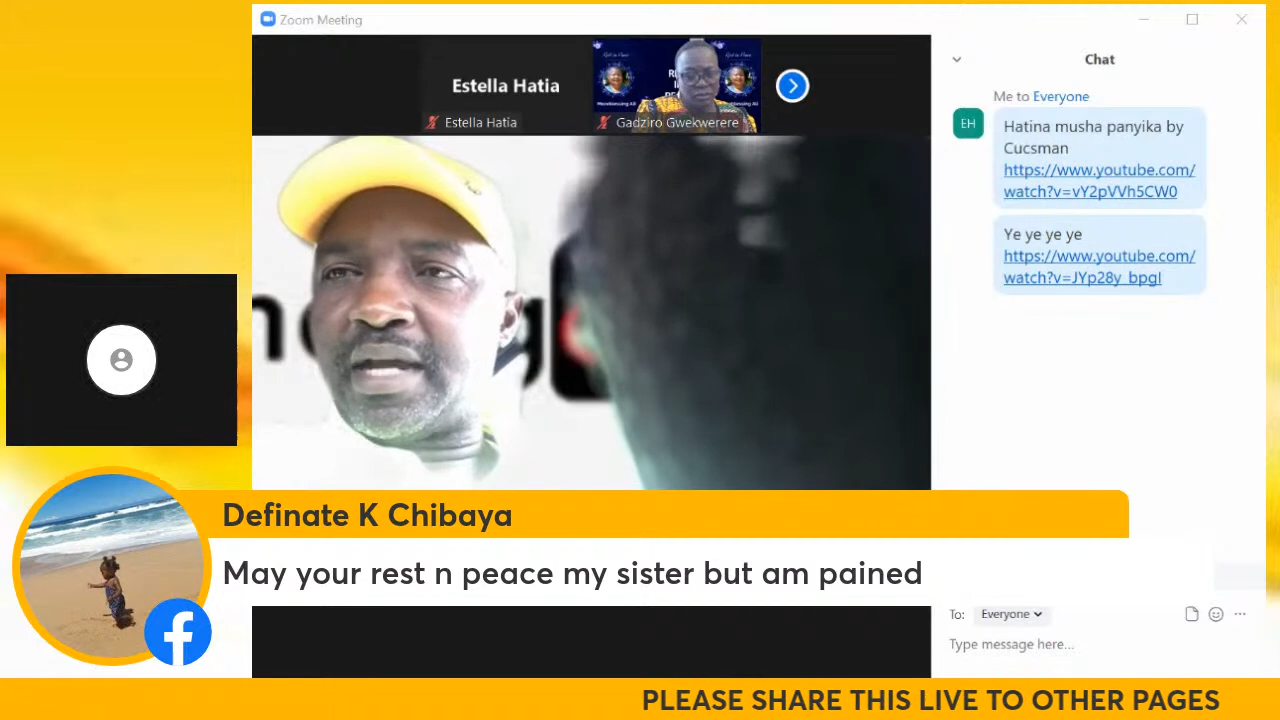 Zoom Meeting
Estella Hatia
Estella Hatia
Gadziro Gwekwerere
Chat
Me to Everyone
EH
Hatina musha panyika by
Cucsman
https://www.youtube.com/
watch?v=vY2pVVh5CW0
Ye ye ye ye
https://www.youtube.com/
watch?v=JYp28y_bpgI
Definate K Chibaya
May your rest n peace my sister but am pained
To: Everyone
Type message here...
PLEASE SHARE THIS LIVE TO OTHER PAGES